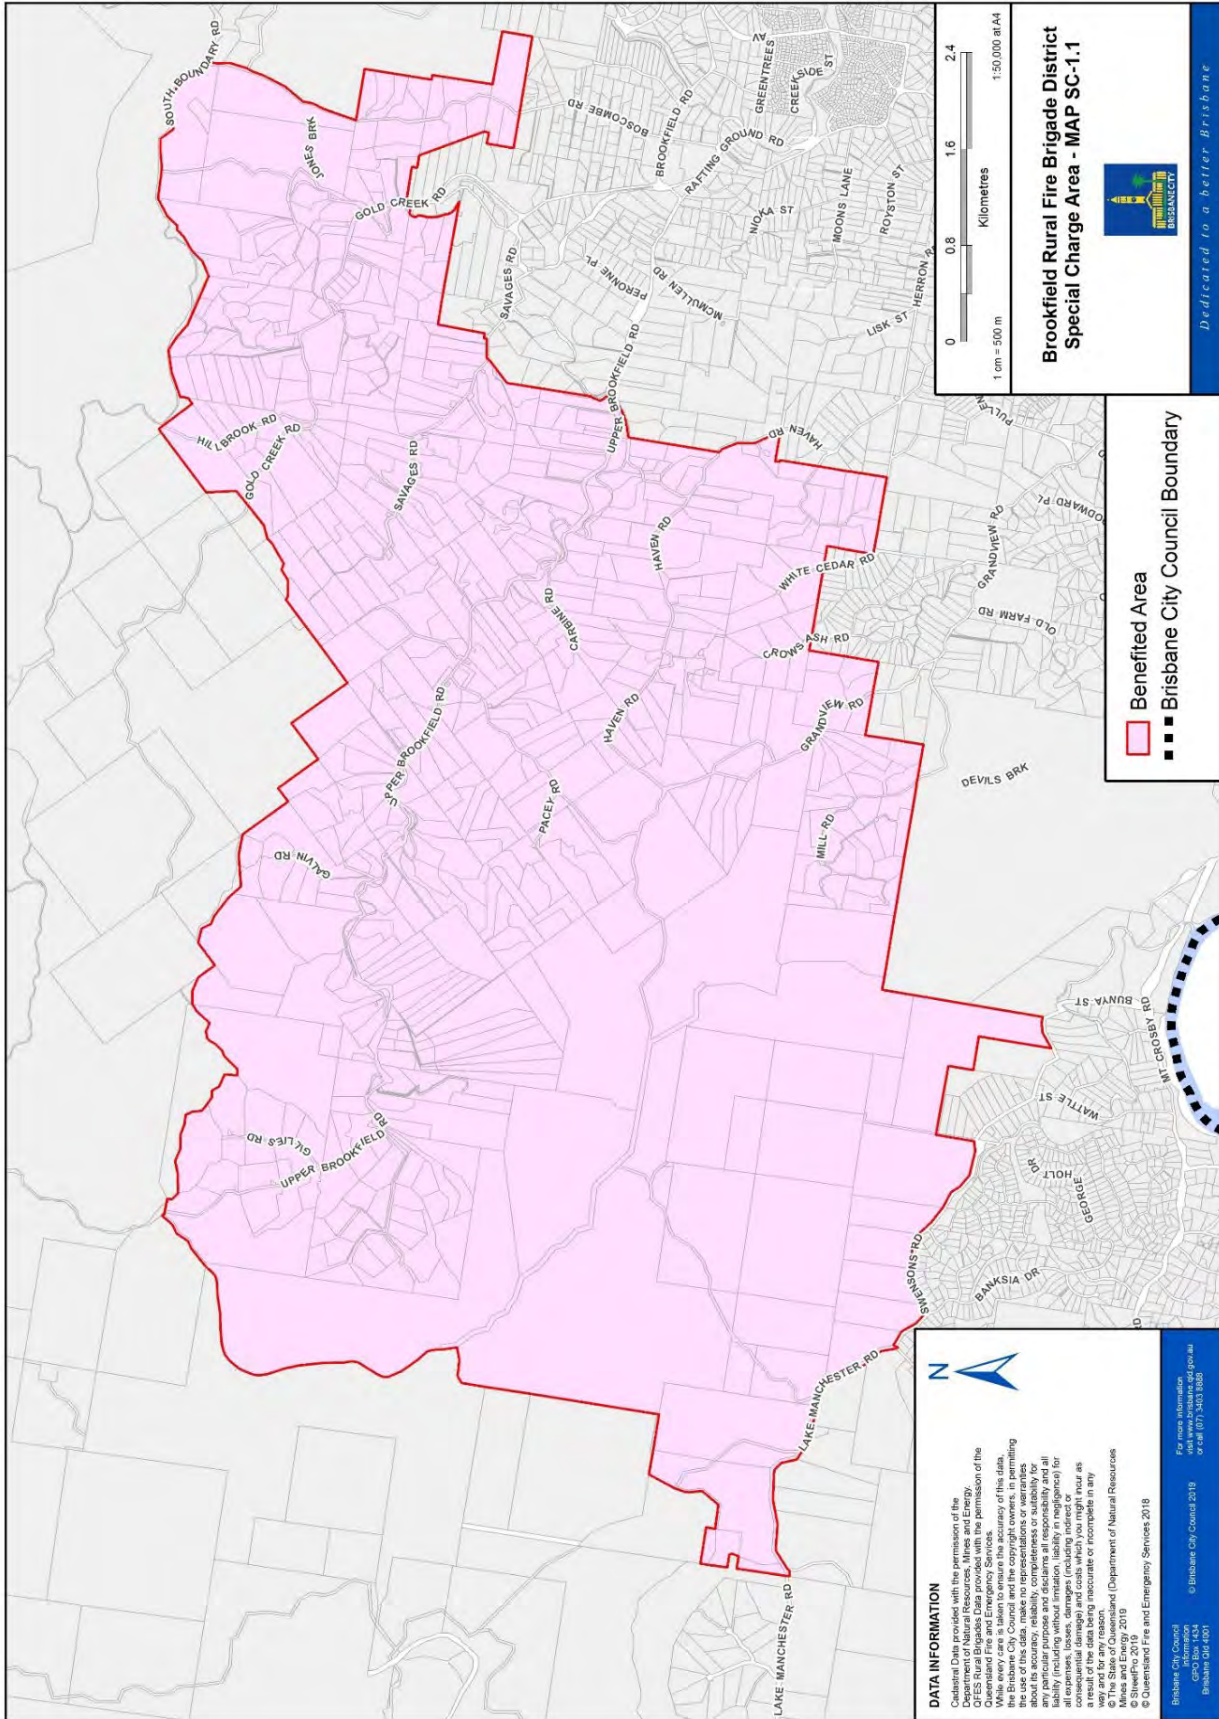 SOUTH BOUNDARY RD
JONES BRK
GOLD CREEK RD
BOSCOMBE RD
BROOKFIELD RD
RAFTING GROUND RD
GREENTREES AV
CREEKSIDE ST
SAVAGES RD
PERONNE PL
MCMULLEN RD
NIOKA ST
MOONS LANE
ROYSTON ST
LISK ST
HERRON R
HILLBROOK RD
GOLD CREEK RD
SAVAGES RD
UPPER BROOKFIELD RD
HAVEN RD
PULLEN
HAVEN RD
CARBINE RD
WHITE CEDAR RD
CROWS ASH RD
GRANDVIEW RD
OLD FARM RD
ODWARD PL
UPPER BROOKFIELD RD
HAVEN RD
GRANDVIEW RD
PACEY RD
MILL RD
DEVILS BRK
GALVIN RD
GILLIES RD
UPPER BROOKFIELD RD
BUNYA ST
MT CROSBY RD
WATTLE ST
HOLT DR
GEORGE
SWENSONS RD
BANKSIA DR
RD
LAKE MANCHESTER RD
LAKE MANCHESTER RD
DATA INFORMATION
Cadastral Data provided with the permission of the
Department of Natural Resources, Mines and Energy.
QFES Rural Brigades Data provided with the permission of the
Queensland Fire and Emergency Services.
While every care is taken to ensure the accuracy of this data,
the Brisbane City Council and the copyright owners, in permitting
the use of this data, make no representations or warranties
about its accuracy, reliability, completeness or suitability for
any particular purpose and disclaims all responsibility and all
liability (including without limitation, liability in negligence) for
all expenses, losses, damages (including indirect or
consequential damage) and costs which you might incur as
a result of the data being inaccurate or incomplete in any
way and for any reason.
© The State of Queensland (Department of Natural Resources
Mines and Energy 2019
© StreetPro 2019
© Queensland Fire and Emergency Services 2018
N
Brisbane City Council
Information
GPO Box 1434
Brisbane Qld 4001
© Brisbane City Council 2019
For more information
visit www.brisbane.qld.gov.au
or call (07) 3403 8888
Benefited Area
Brisbane City Council Boundary
0 0.8 1.6 2.4
Kilometres
1 cm = 500 m
1:50,000 at A4
Brookfield Rural Fire Brigade District
Special Charge Area - MAP SC-1.1
BRISBANE CITY
Dedicated to a better Brisbane